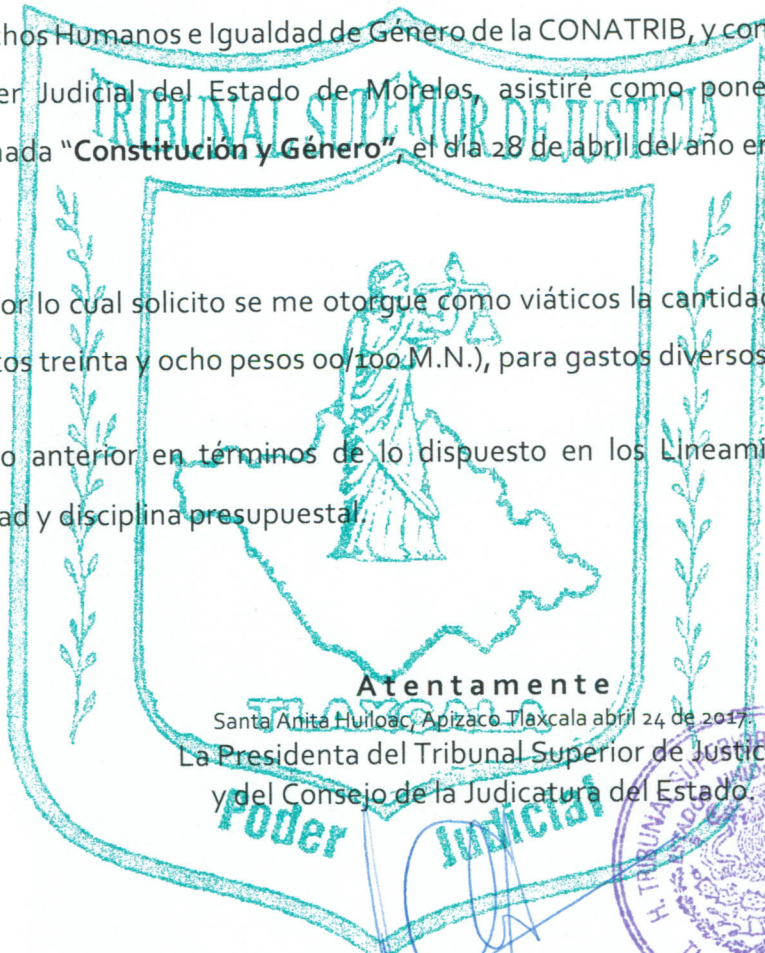 chos Humanos e Igualdad de Género de la CONATRIB, y con
er Judicial del Estado de Morelos, asistiré como pone
TRIBUNAL SUPERIOR DE JUSTICIA
nada "Constitución y Género", el día 28 de abril del año en
or lo cual solicito se me otorgue como viáticos la cantidad
tos treinta y ocho pesos 00/100 M.N.), para gastos diversos
o anterior en términos de lo dispuesto en los Lineami
ad y disciplina presupuestal.
Atentamente
TLAXCALA
Santa Anita Huiloac, Apizaco Tlaxcala abril 24 de 2017.
La Presidenta del Tribunal Superior de Justic
y del Consejo de la Judicatura del Estado.
Poder Judicial
H. TRIBUNAL